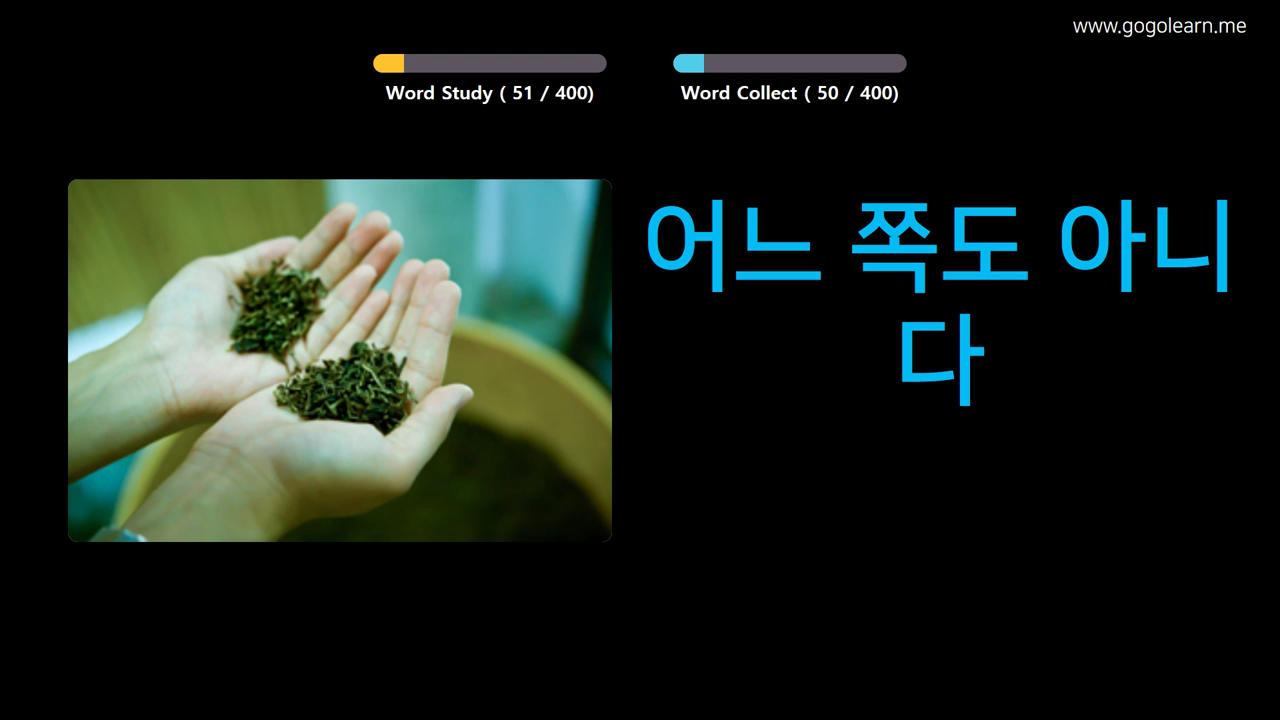 www.gogolearn.me
Word Study ( 51 / 400)
Word Collect ( 50 / 400)
어느 쪽도 아니
다